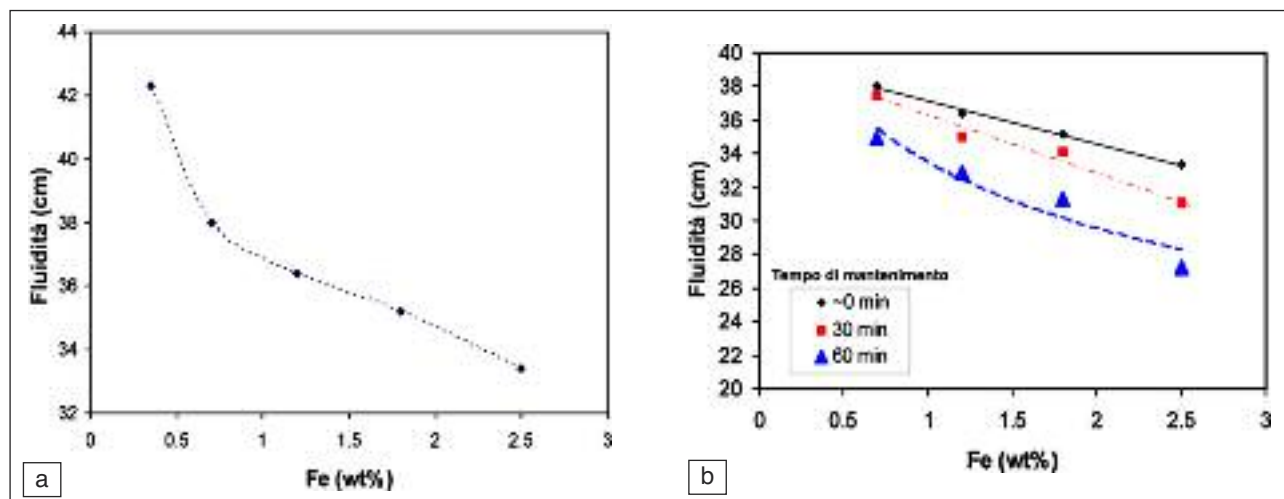 44
42
40
38
36
34
32
Fluidità (cm)
0 0.5 1 1.5 2 2.5 3
Fe (wt%)
a
40
38
36
34
32
30
28
26
24
22
20
Fluidità (cm)
Tempo di mantenimento
~0 min
30 min
60 min
0 0.5 1 1.5 2 2.5 3
Fe (wt%)
b